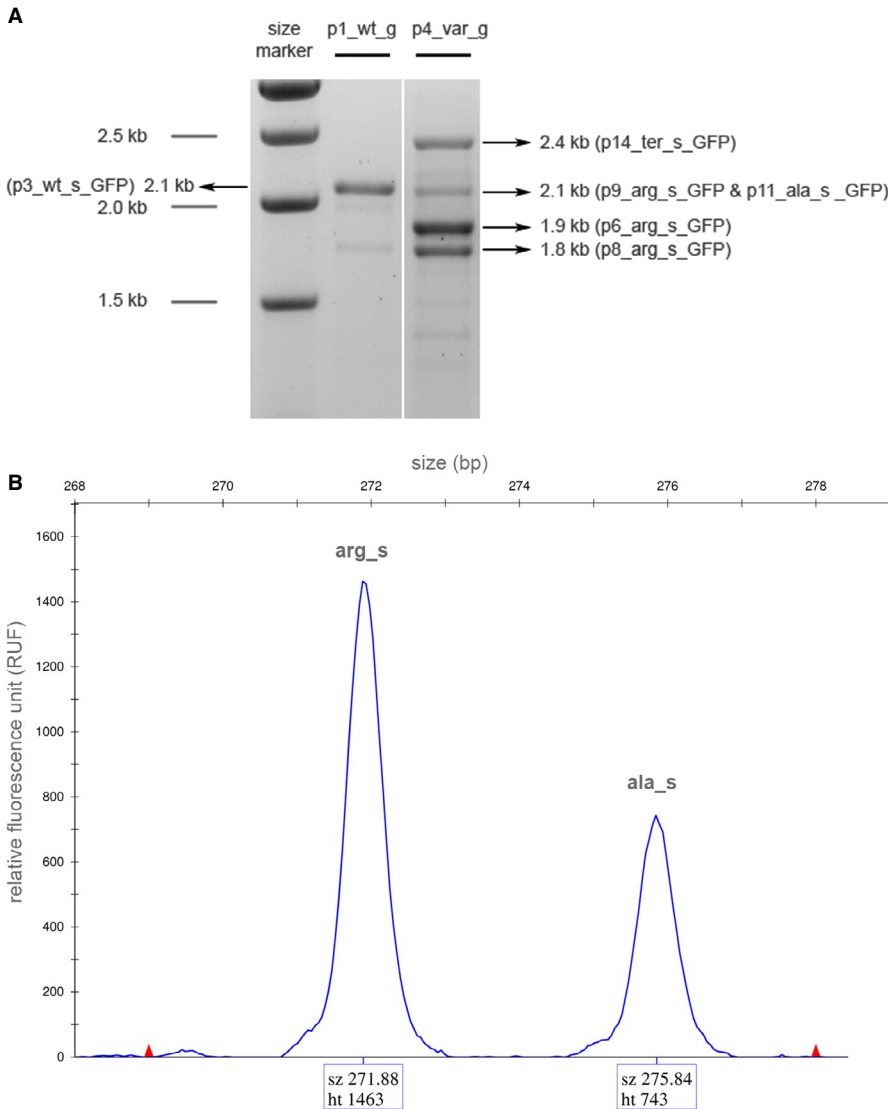 A
size marker
p1_wt_g
p4_var_g
2.5 kb
2.4 kb (p14_ter_s_GFP)
(p3_wt_s_GFP) 2.1 kb
2.1 kb (p9_arg_s_GFP & p11_ala_s _GFP)
2.0 kb
1.9 kb (p6_arg_s_GFP)
1.8 kb (p8_arg_s_GFP)
1.5 kb
B
size (bp)
268 270 272 274 276 278
relative fluorescence unit (RUF)
1600
1400
1200
1000
800
600
400
200
0
arg_s
ala_s
sz 271.88
ht 1463
sz 275.84
ht 743